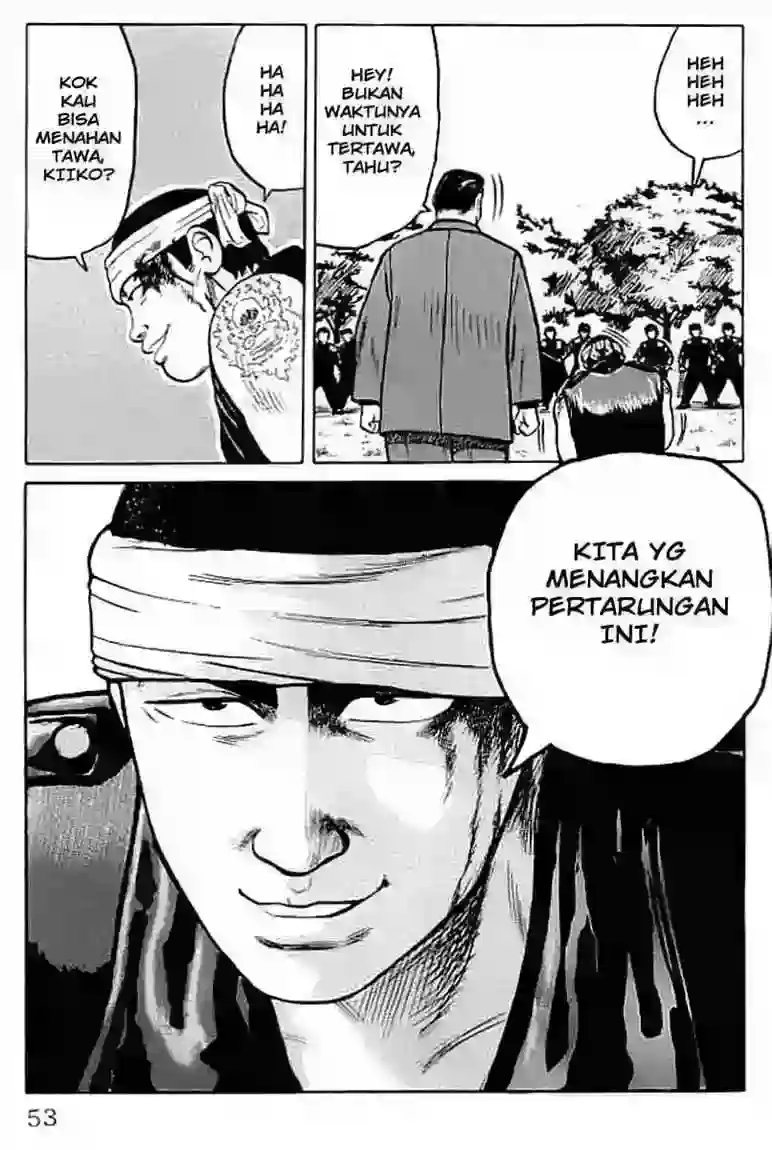 HEH
HEH
HEH
...
HEY!
BUKAN
WAKTUNYA
UNTUK
TERTAWA,
TAHU?
HA
HA
HA
HA!
KOK
KAU
BISA
MENAHAN
TAWA,
KIIKO?
KITA YG
MENANGKAN
PERTARUNGAN
INI!
53